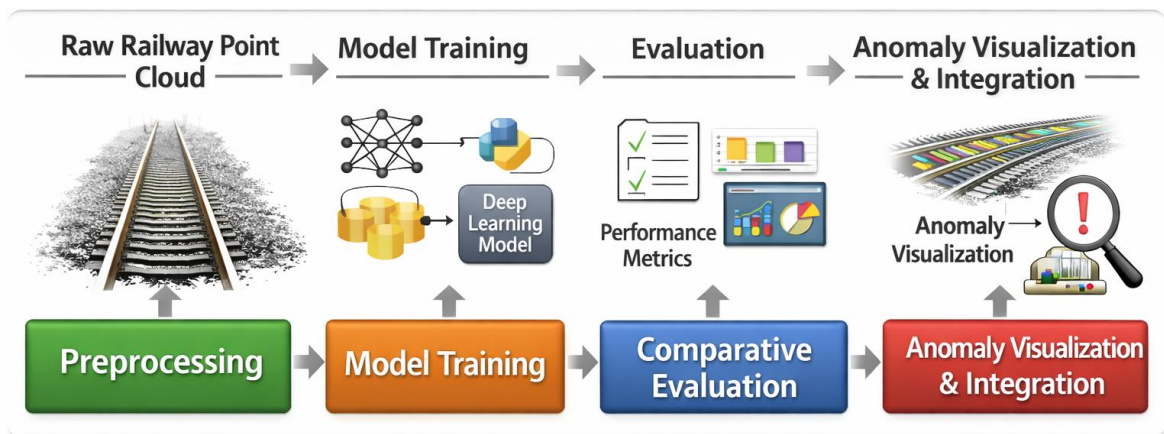 Raw Railway Point
Cloud
Model Training
Evaluation
Anomaly Visualization
& Integration
Deep
Learning
Model
Performance
Metrics
Anomaly
Visualization
Preprocessing
Model Training
Comparative
Evaluation
Anomaly Visualization
& Integration